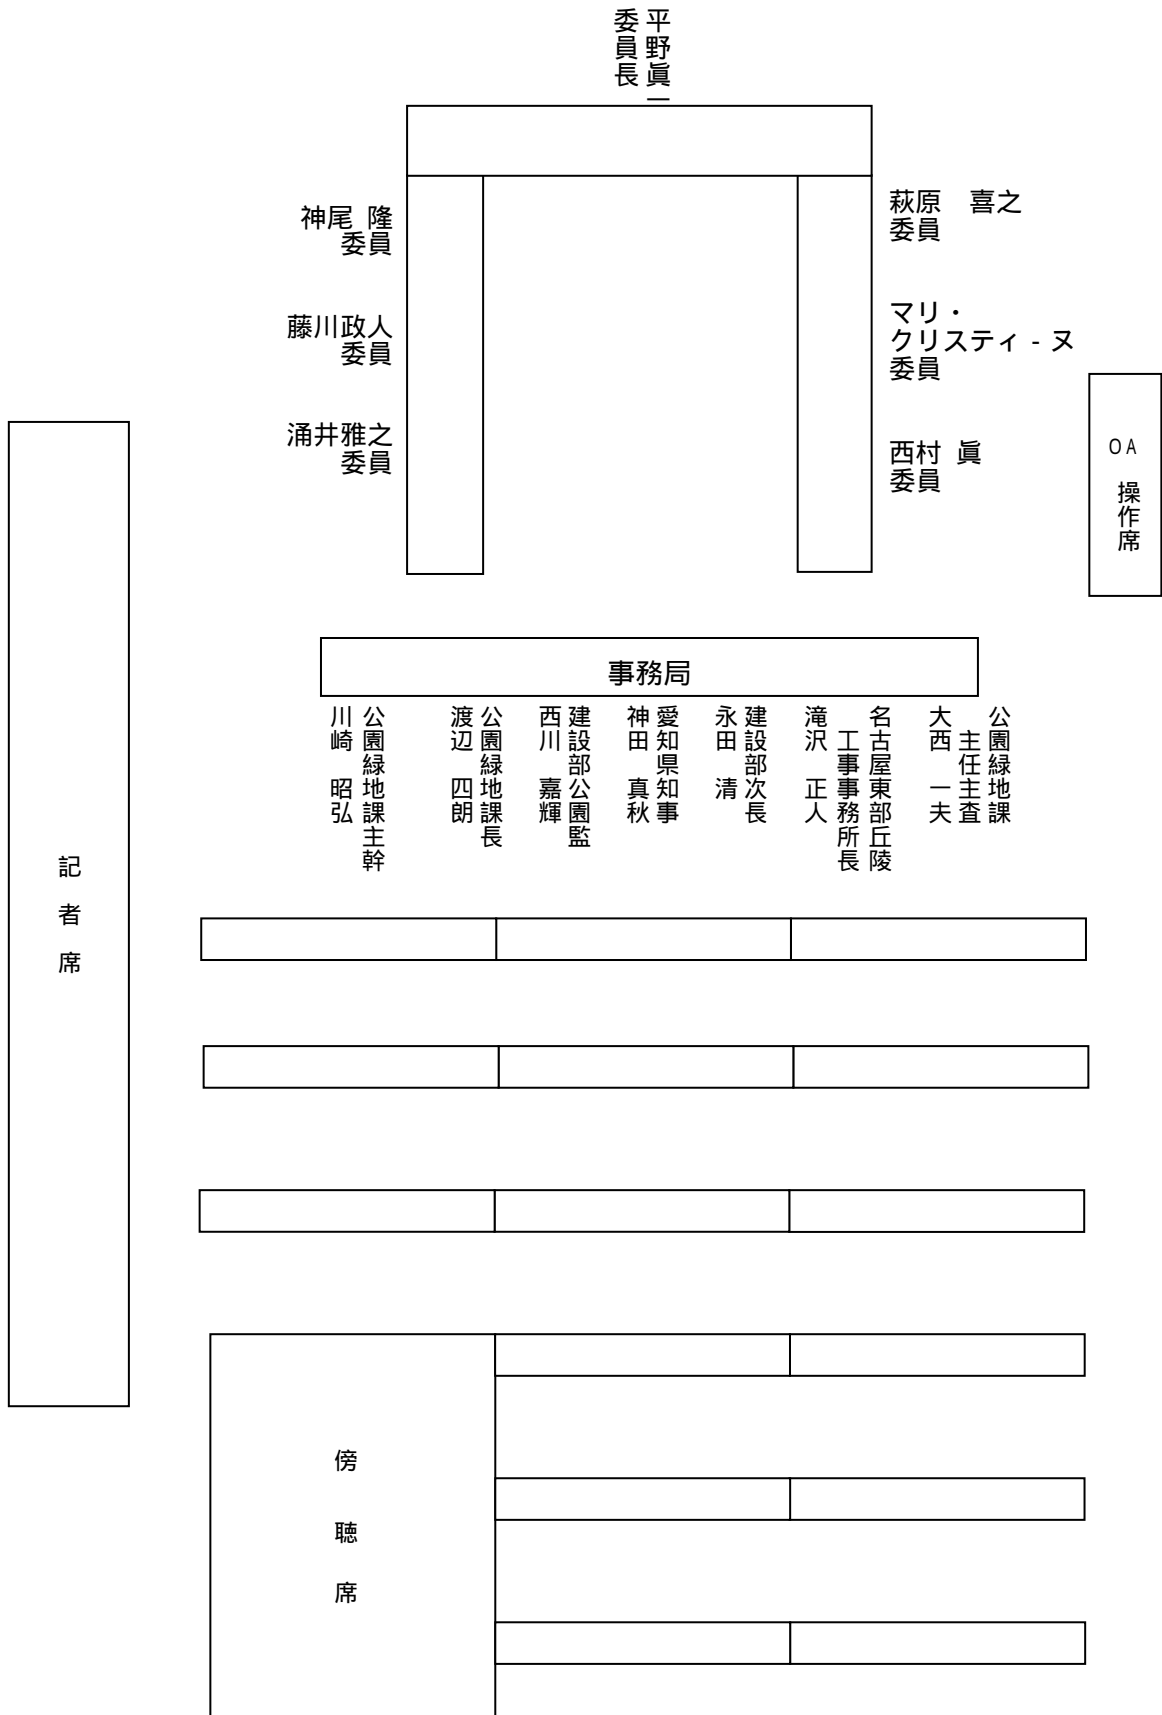 平野眞一
委員長
神尾 隆
委員
藤川政人
委員
涌井雅之
委員
萩原　喜之
委員
マリ・
クリスティ-ヌ
委員
西村 眞
委員
OA
操作席
記者席
事務局
公園緑地課
主任主査
大西　一夫
名古屋東部丘陵
工事事務所長
滝沢　正人
建設部次長
永田　清
愛知県知事
神田　真秋
建設部公園監
西川　嘉輝
公園緑地課長
渡辺　四朗
公園緑地課主幹
川崎　昭弘
傍聴席